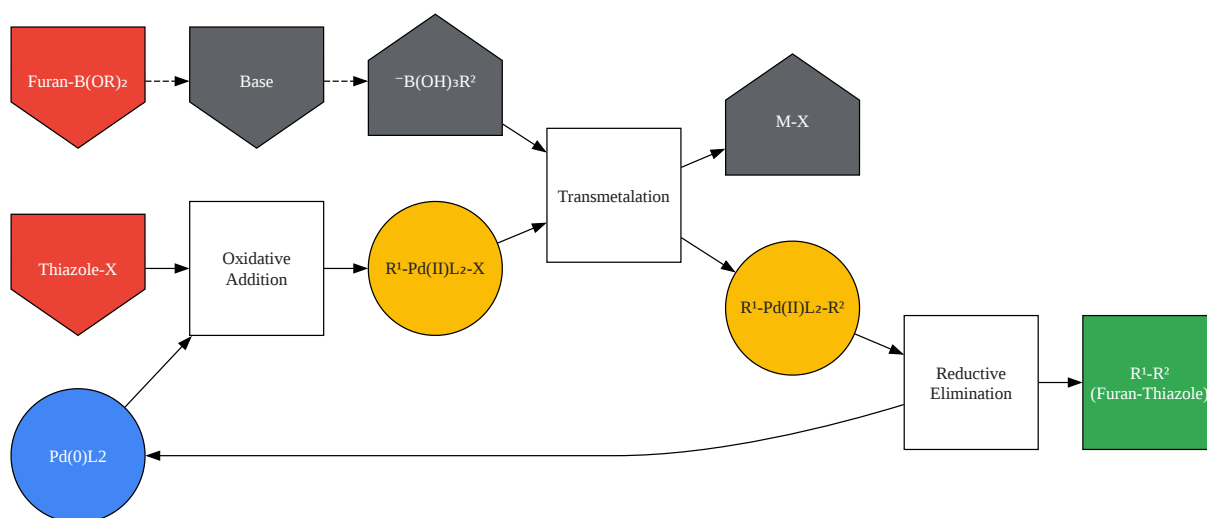 Furan-B(OR)₂
Base
⁻B(OH)₃R²
M-X
Transmetalation
Thiazole-X
Oxidative
Addition
R¹-Pd(II)L₂-X
R¹-Pd(II)L₂-R²
Reductive
Elimination
R¹-R²
(Furan-Thiazole)
Pd(0)L2